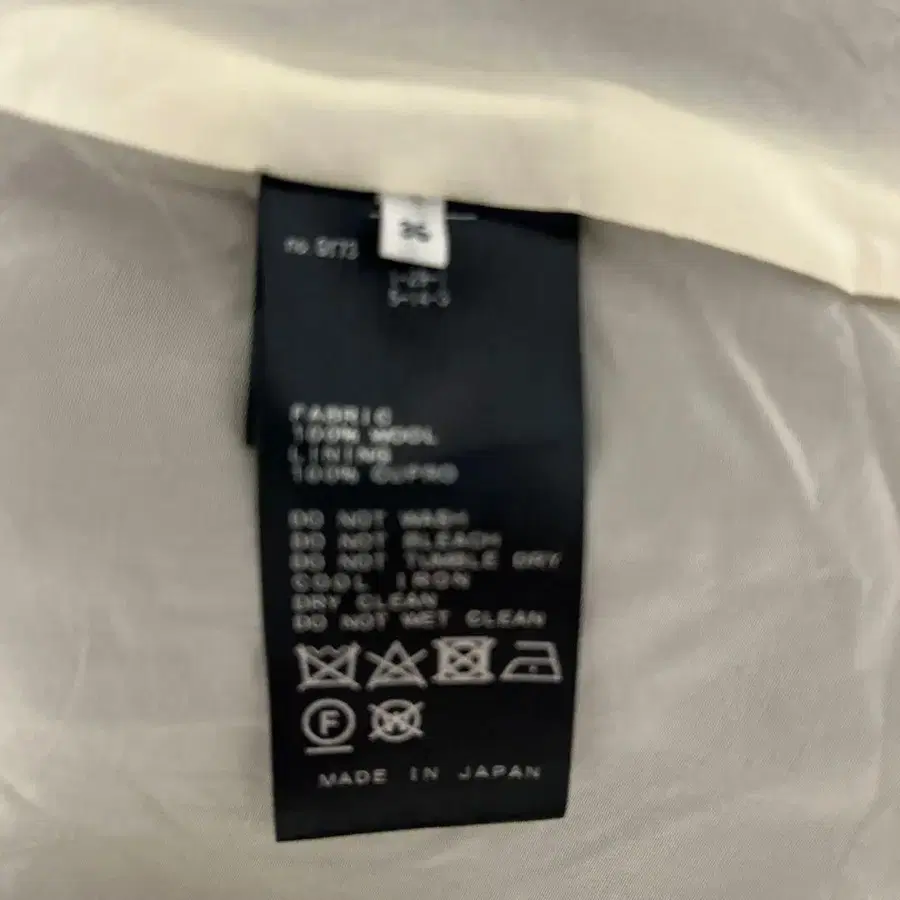 36
no.
FABRIC
100% WOOL
LINING
100% CUPRO
DO NOT WASH
DO NOT BLEACH
DO NOT TUMBLE DRY
COOL IRON
DRY CLEAN
DO NOT WET CLEAN
F W
MADE IN JAPAN